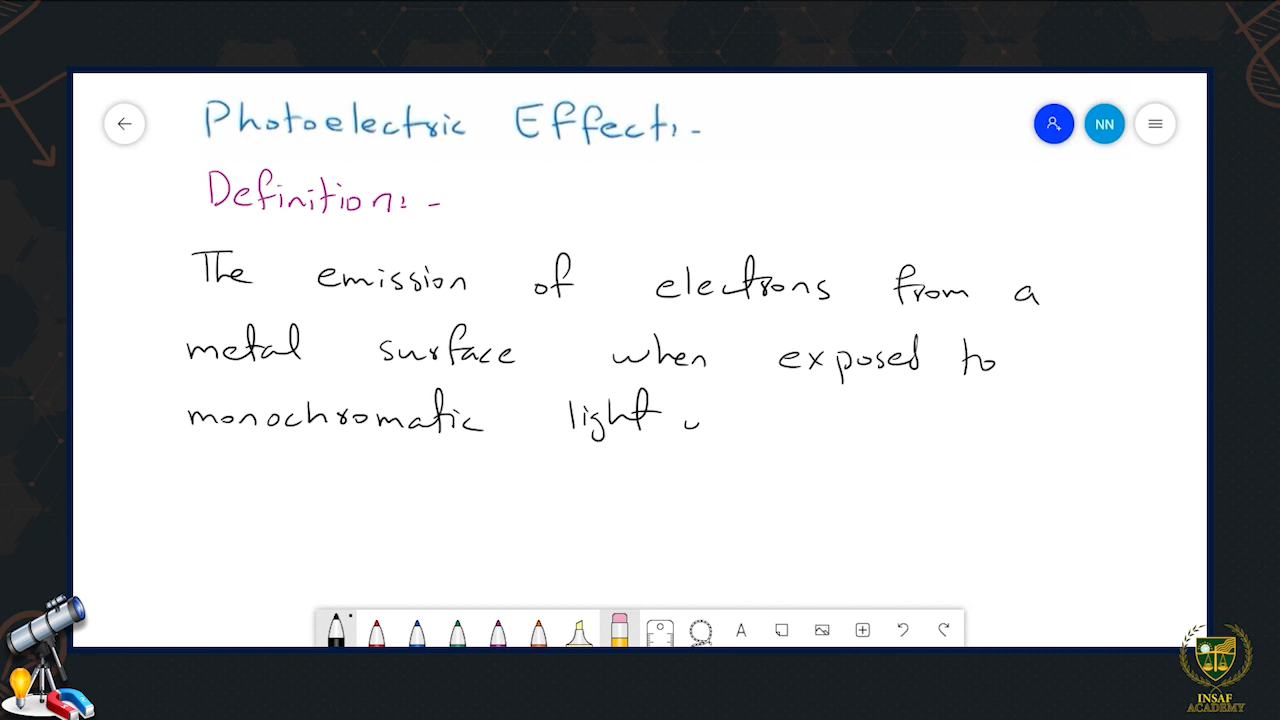 Photoelectric Effect:-
NN
Definition:-
The emission of electrons from a
metal surface when exposed to
monochromatic light.
A
INSAF
ACADEMY